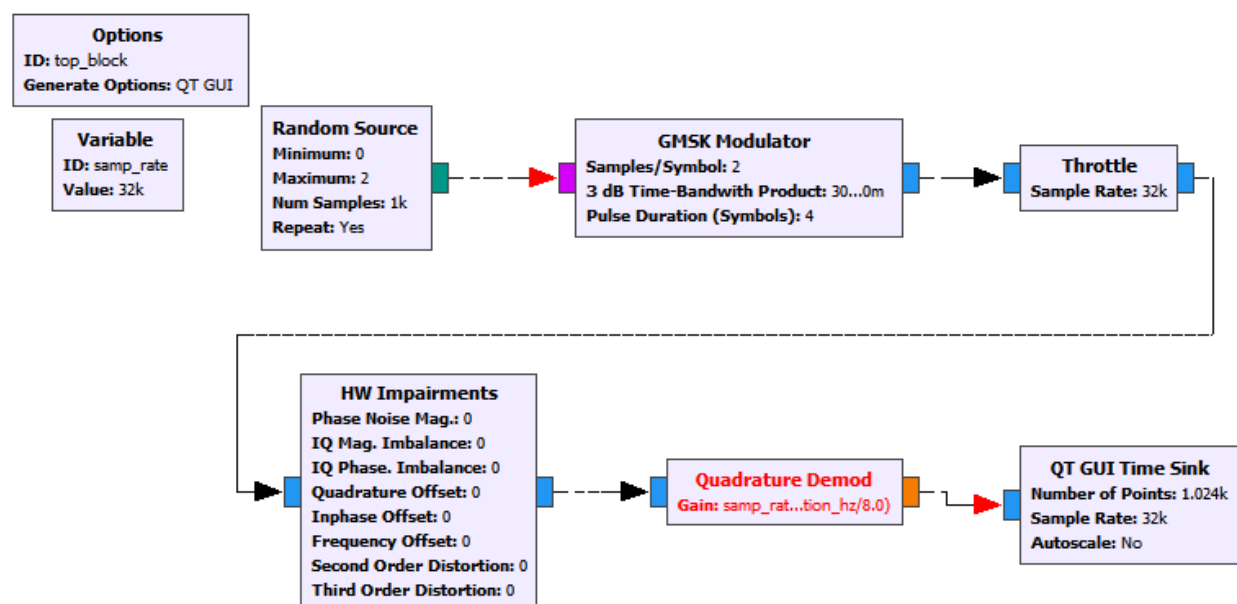 Options
ID: top_block
Generate Options: QT GUI
Variable
ID: samp_rate
Value: 32k
Random Source
Minimum: 0
Maximum: 2
Num Samples: 1k
Repeat: Yes
GMSK Modulator
Samples/Symbol: 2
3 dB Time-Bandwith Product: 30...0m
Pulse Duration (Symbols): 4
Throttle
Sample Rate: 32k
HW Impairments
Phase Noise Mag.: 0
IQ Mag. Imbalance: 0
IQ Phase. Imbalance: 0
Quadrature Offset: 0
Inphase Offset: 0
Frequency Offset: 0
Second Order Distortion: 0
Third Order Distortion: 0
Quadrature Demod
Gain: samp_rat...tion_hz/8.0)
QT GUI Time Sink
Number of Points: 1.024k
Sample Rate: 32k
Autoscale: No